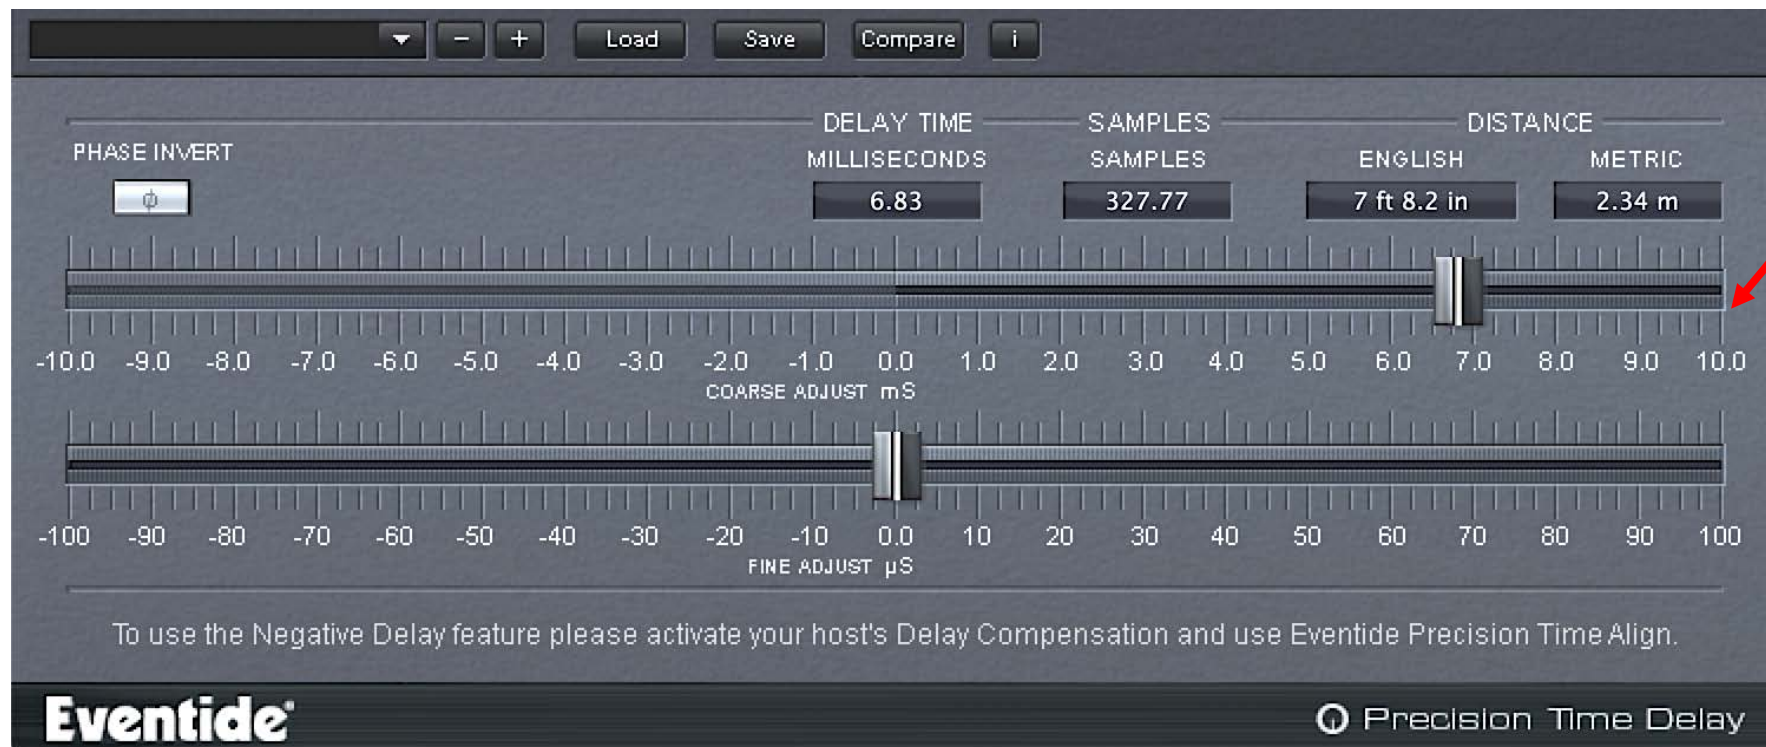 - + Load Save Compare i
DELAY TIME SAMPLES DISTANCE
PHASE INVERT MILLISECONDS SAMPLES ENGLISH METRIC
ϕ 6.83 327.77 7 ft 8.2 in 2.34 m
-10.0 -9.0 -8.0 -7.0 -6.0 -5.0 -4.0 -3.0 -2.0 -1.0 0.0 1.0 2.0 3.0 4.0 5.0 6.0 7.0 8.0 9.0 10.0
COARSE ADJUST mS
-100 -90 -80 -70 -60 -50 -40 -30 -20 -10 0.0 10 20 30 40 50 60 70 80 90 100
FINE ADJUST µS
To use the Negative Delay feature please activate your host's Delay Compensation and use Eventide Precision Time Align.
Eventide® Precision Time Delay